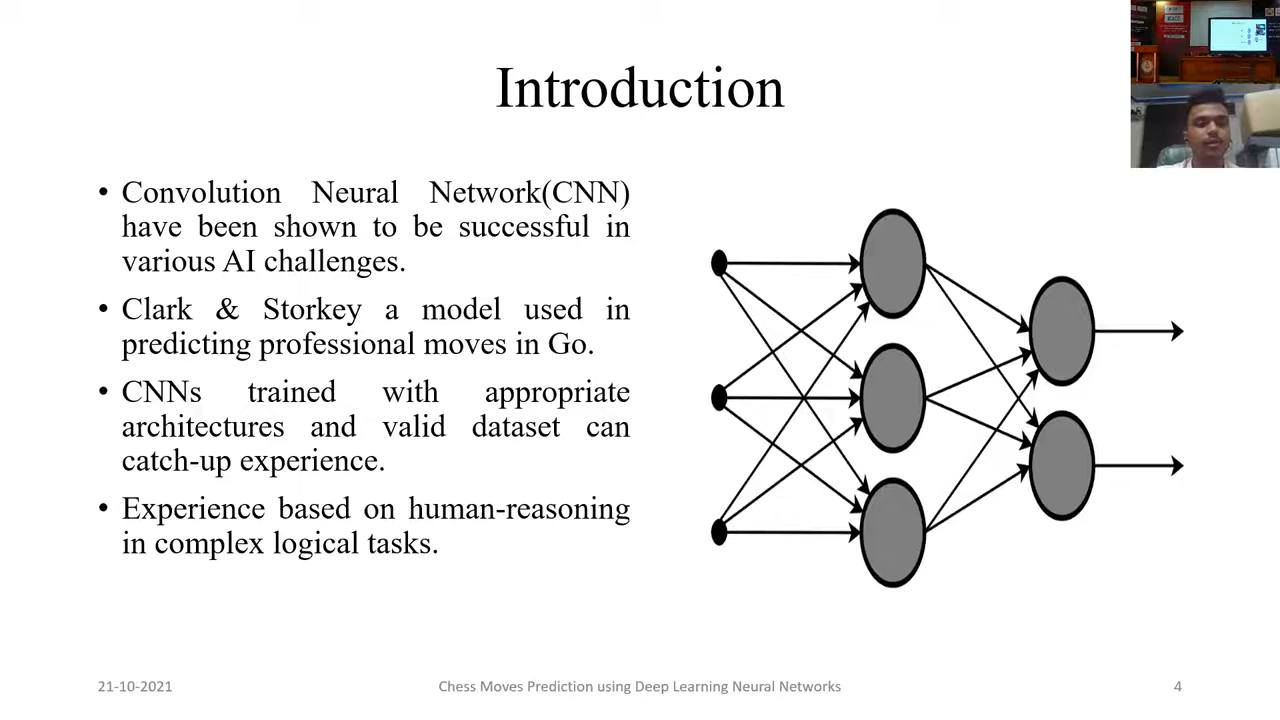 Introduction
• Convolution Neural Network(CNN)
have been shown to be successful in
various AI challenges.
• Clark & Storkey a model used in
predicting professional moves in Go.
• CNNs trained with appropriate
architectures and valid dataset can
catch-up experience.
• Experience based on human-reasoning
in complex logical tasks.
21-10-2021
Chess Moves Prediction using Deep Learning Neural Networks
4